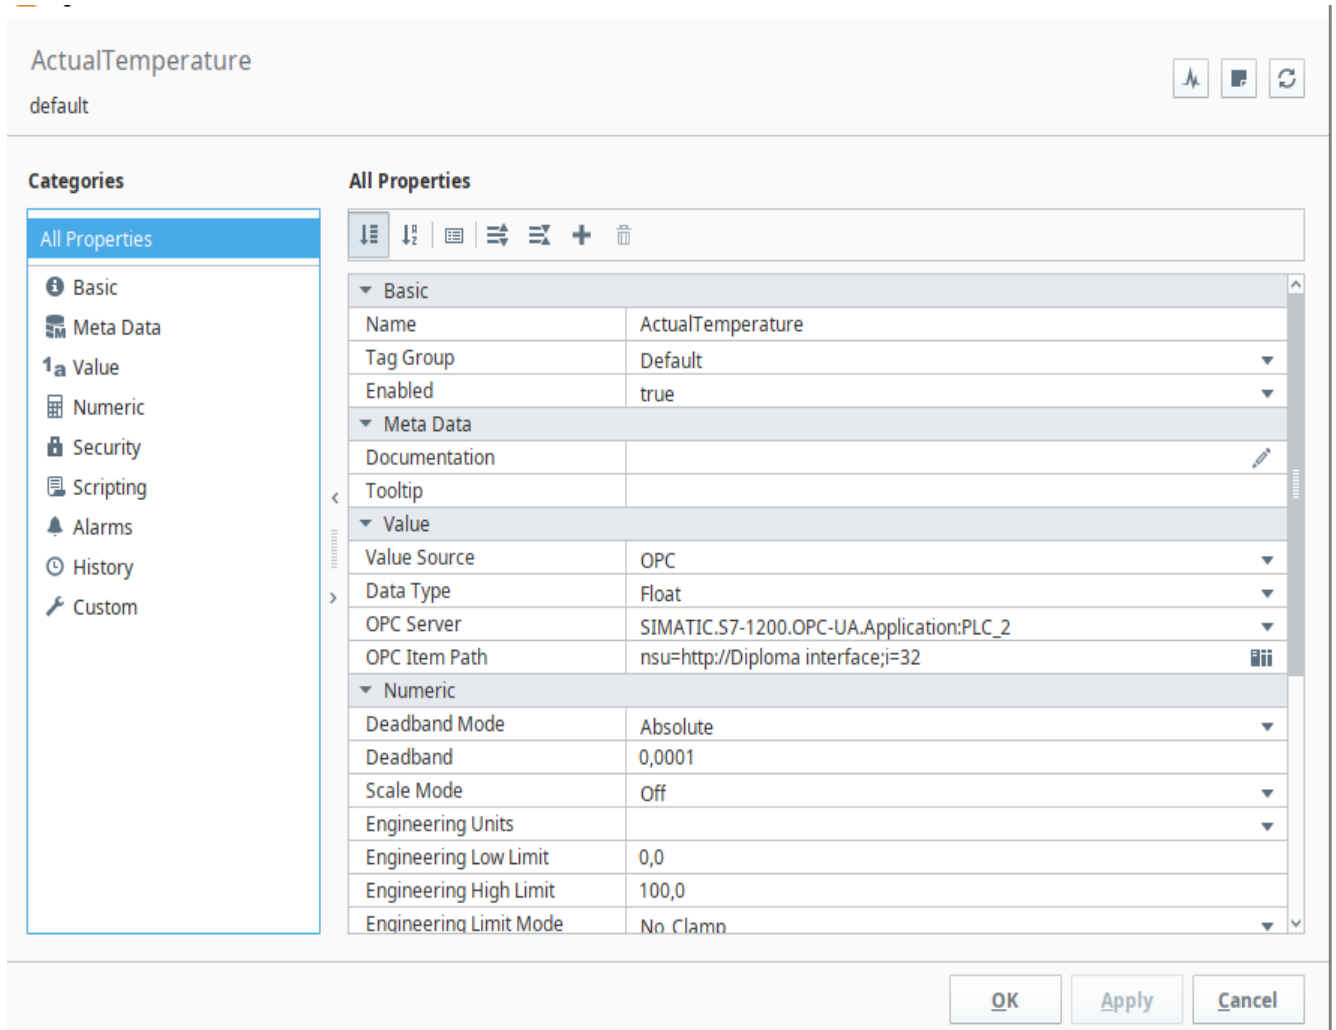 ActualTemperature
default
Categories
All Properties
All Properties
Basic
Meta Data
Value
Numeric
Security
Scripting
Alarms
History
Custom
Basic
Name ActualTemperature
Tag Group Default
Enabled true
Meta Data
Documentation
Tooltip
Value
Value Source OPC
Data Type Float
OPC Server SIMATIC.S7-1200.OPC-UA.Application:PLC_2
OPC Item Path nsu=http://Diploma interface;i=32
Numeric
Deadband Mode Absolute
Deadband 0,0001
Scale Mode Off
Engineering Units
Engineering Low Limit 0,0
Engineering High Limit 100,0
Engineering Limit Mode No_Clamp
OK Apply Cancel